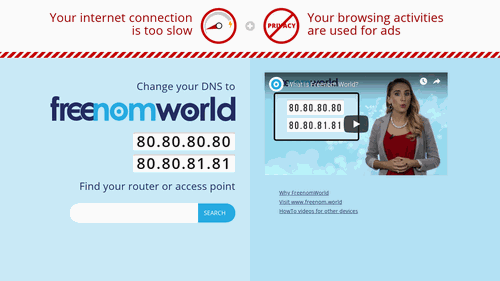 Your internet connection
is too slow
PRIVACY
Your browsing activities
are used for ads
Change your DNS to
freenomworld
80.80.80.80
80.80.81.81
Find your router or access point
SEARCH
What is Freenom World?
freenomworld
80.80.80.80
80.80.81.81
Why FreenomWorld
Visit www.freenom.world
HowTo videos for other devices